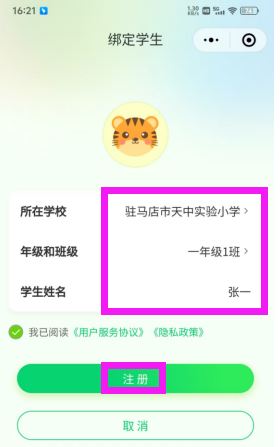 16:21
绑定学生
所在学校 驻马店市天中实验小学 >
年级和班级 一年级1班 >
学生姓名 张一
我已阅读《用户服务协议》《隐私政策》
注册
取消